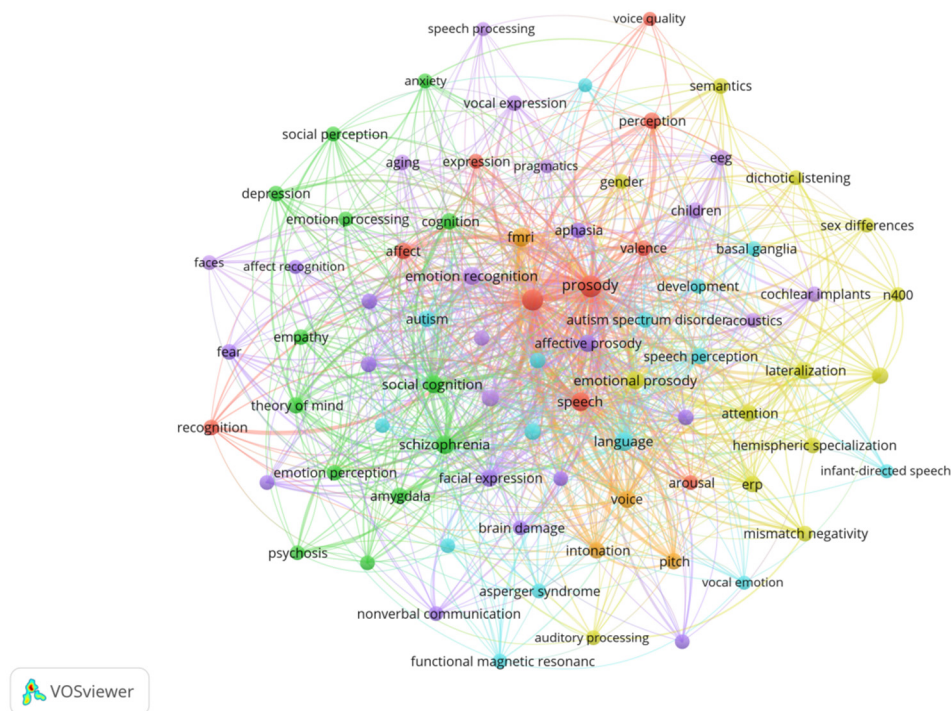 voice quality
speech processing
anxiety
semantics
vocal expression
perception
social perception
aging
expression
pragmatics
eeg
gender
dichotic listening
depression
emotion processing
cognition
children
sex differences
fmri
aphasia
affect
valence
basal ganglia
faces
affect recognition
emotion recognition
prosody
development
cochlear implants
n400
autism
autism spectrum disorder
acoustics
empathy
affective prosody
fear
speech perception
social cognition
emotional prosody
lateralization
theory of mind
speech
attention
recognition
schizophrenia
language
hemispheric specialization
emotion perception
facial expression
arousal
erp
infant-directed speech
amygdala
voice
brain damage
mismatch negativity
psychosis
intonation
pitch
vocal emotion
asperger syndrome
nonverbal communication
auditory processing
functional magnetic resonanc
VOSviewer